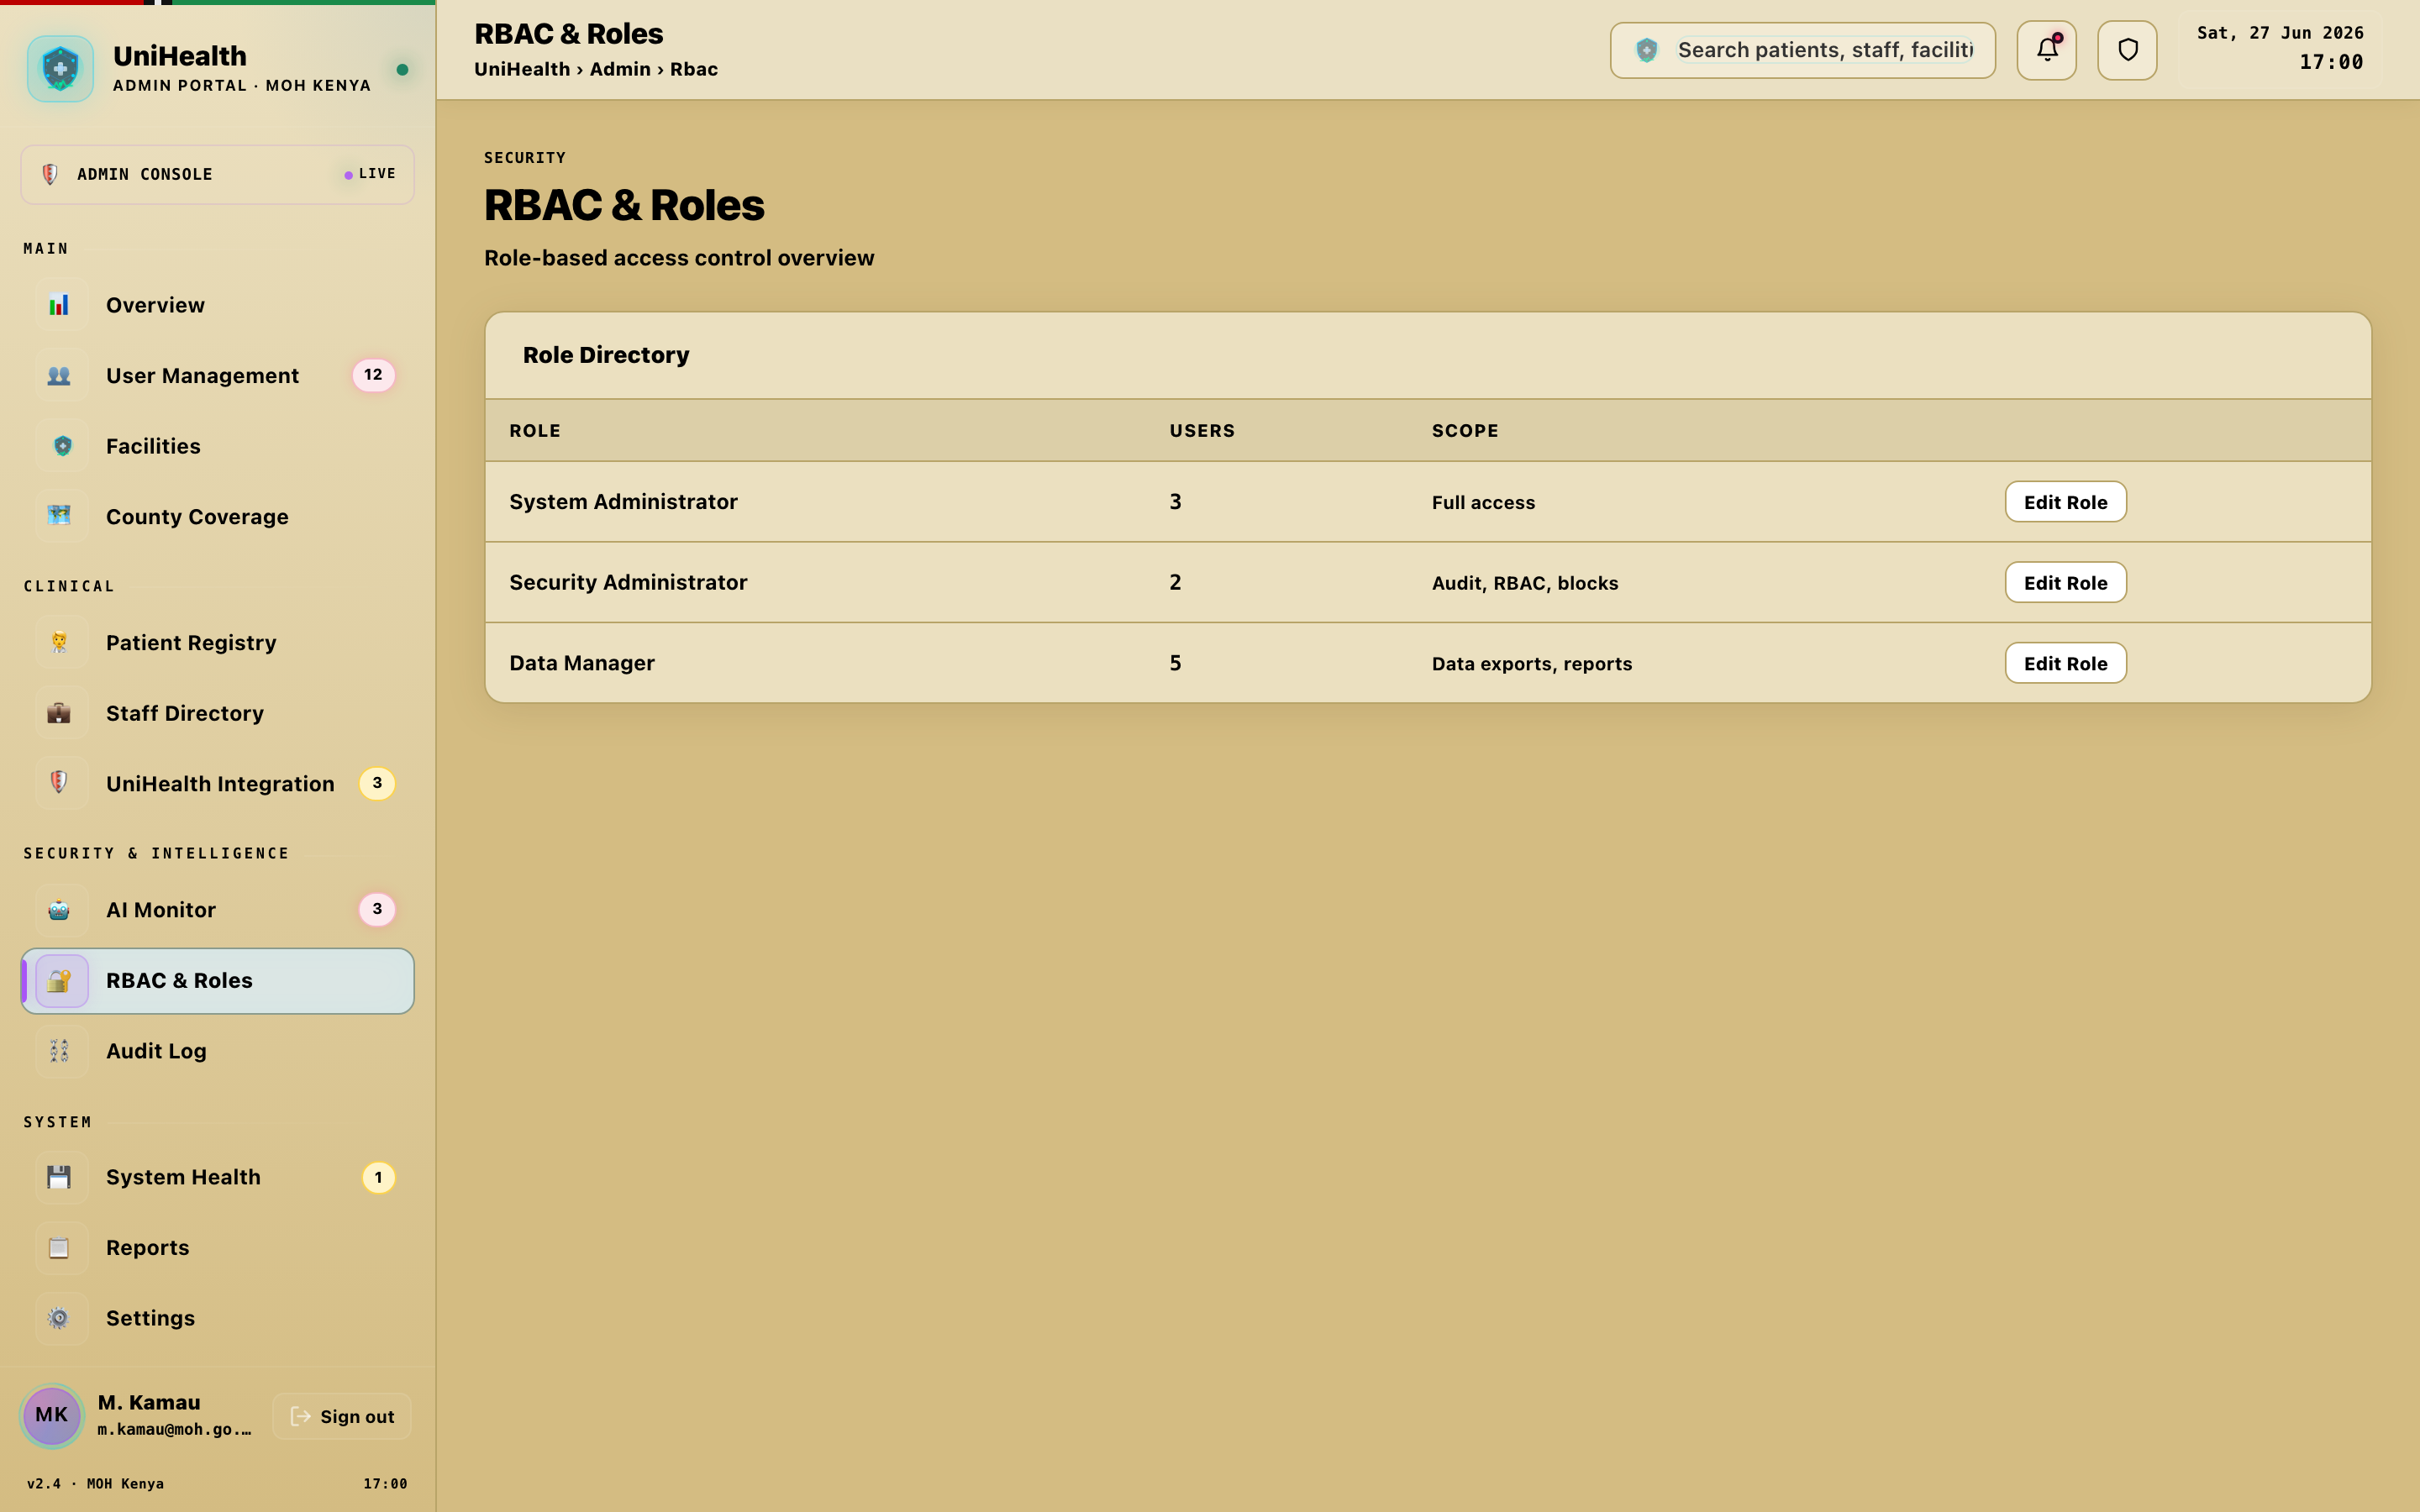 UniHealth
ADMIN PORTAL · MOH KENYA
ADMIN CONSOLE
LIVE
MAIN
Overview
User Management
12
Facilities
County Coverage
CLINICAL
Patient Registry
Staff Directory
UniHealth Integration
3
SECURITY & INTELLIGENCE
AI Monitor
3
RBAC & Roles
Audit Log
SYSTEM
System Health
1
Reports
Settings
MK
M. Kamau
m.kamau@moh.go.…
Sign out
v2.4 · MOH Kenya
17:00
RBAC & Roles
UniHealth › Admin › Rbac
Search patients, staff, faciliti
Sat, 27 Jun 2026
17:00
SECURITY
RBAC & Roles
Role-based access control overview
Role Directory
ROLE USERS SCOPE
System Administrator 3 Full access Edit Role
Security Administrator 2 Audit, RBAC, blocks Edit Role
Data Manager 5 Data exports, reports Edit Role